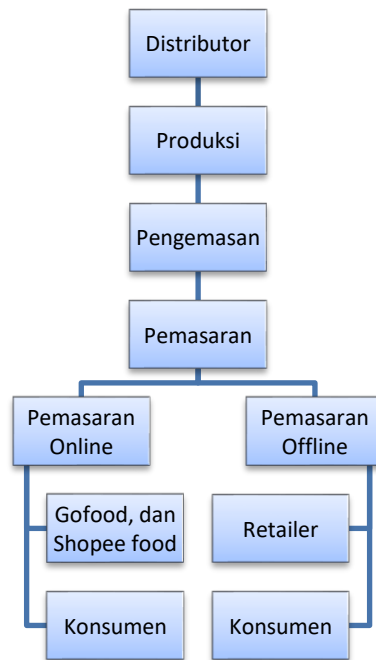 Distributor
Produksi
Pengemasan
Pemasaran
Pemasaran
Online
Pemasaran
Offline
Gofood, dan
Shopee food
Retailer
Konsumen
Konsumen